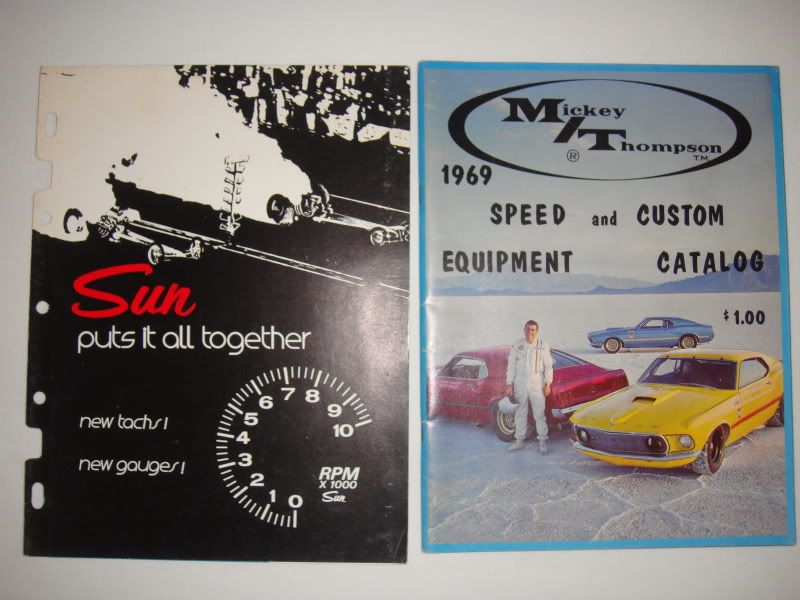 Sun
puts it all together
new tachs!
new gauges!
0
1
2
3
4
5
6
7
8
9
10
RPM
X 1000
Sun
Mickey
Thompson
®
T.M.
1969
SPEED and CUSTOM
EQUIPMENT CATALOG
$1.00